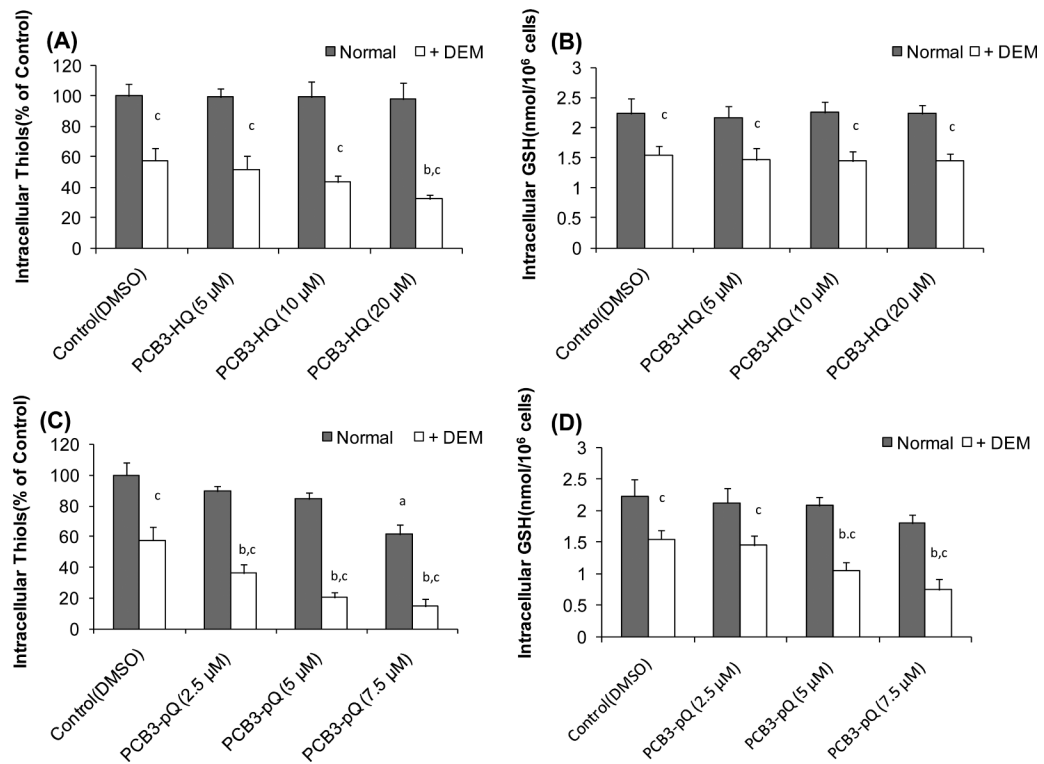 (A)
Normal + DEM
Intracellular Thiols(% of Control)
120
100
80
60
40
20
0
c
c
c
b,c
Control(DMSO)
PCB3-HQ (5 µM)
PCB3-HQ (10 µM)
PCB3-HQ (20 µM)
(B)
Normal + DEM
Intracellular GSH(nmol/10⁶ cells)
3
2.5
2
1.5
1
0.5
0
c
c
c
c
Control(DMSO)
PCB3-HQ (5 µM)
PCB3-HQ (10 µM)
PCB3-HQ (20 µM)
(C)
Normal + DEM
Intracellular Thiols(% of Control)
120
100
80
60
40
20
0
c
b,c
b,c
a
b,c
Control(DMSO)
PCB3-pQ (2.5 µM)
PCB3-pQ (5 µM)
PCB3-pQ (7.5 µM)
(D)
Normal + DEM
Intracellular GSH(nmol/10⁶ cells)
3
2.5
2
1.5
1
0.5
0
c
c
b.c
b,c
Control(DMSO)
PCB3-pQ (2.5 µM)
PCB3-pQ (5 µM)
PCB3-pQ (7.5 µM)